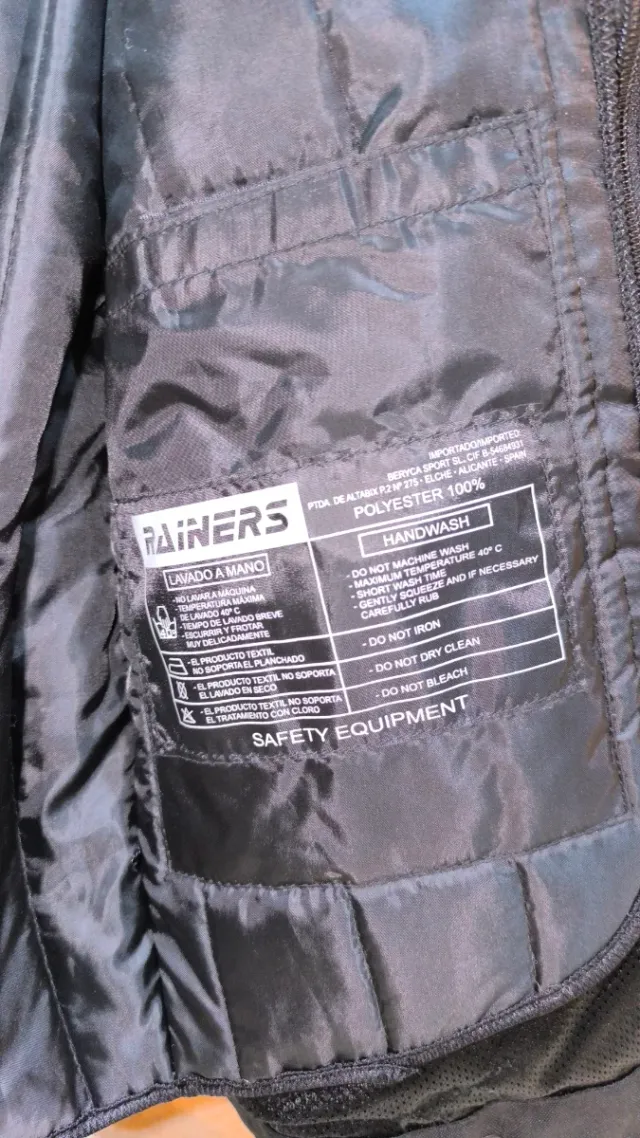 IMPORTADO/IMPORTED
BERYCA SPORT SL. CIF B-54684931
PTDA. DE ALTABIX P.2 Nº 275 · ELCHE · ALICANTE · SPAIN
POLYESTER 100%
RAINERS
LAVADO A MANO
- NO LAVAR A MÁQUINA
- TEMPERATURA MÁXIMA
DE LAVADO 40º C
- TIEMPO DE LAVADO BREVE
- ESCURRIR Y FROTAR
MUY DELICADAMENTE
HANDWASH
- DO NOT MACHINE WASH
- MAXIMUM TEMPERATURE 40º C
- SHORT WASH TIME
- GENTLY SQUEEZE AND IF NECESSARY
CAREFULLY RUB
- EL PRODUCTO TEXTIL
NO SOPORTA EL PLANCHADO
- DO NOT IRON
- EL PRODUCTO TEXTIL NO SOPORTA
EL LAVADO EN SECO
- DO NOT DRY CLEAN
- EL PRODUCTO TEXTIL NO SOPORTA
EL TRATAMIENTO CON CLORO
- DO NOT BLEACH
SAFETY EQUIPMENT